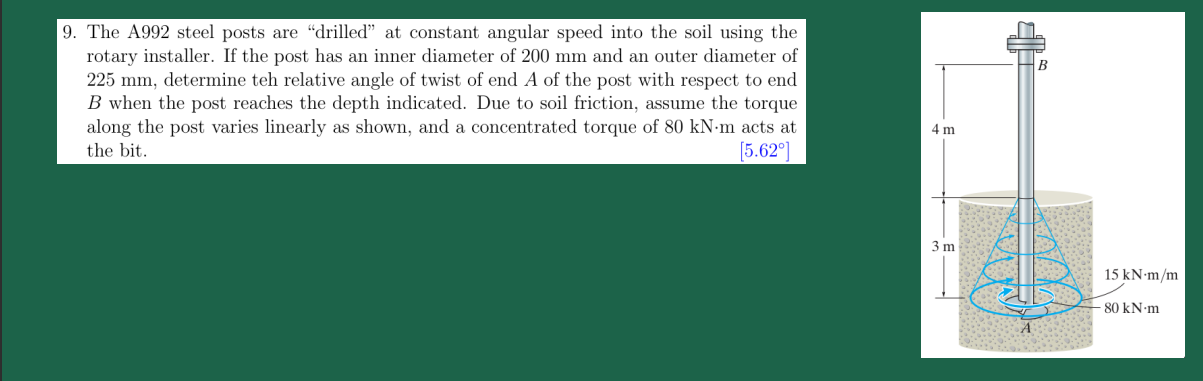 9. The A992 steel posts are “drilled” at constant angular speed into the soil using the
rotary installer. If the post has an inner diameter of 200 mm and an outer diameter of
225 mm, determine teh relative angle of twist of end A of the post with respect to end
B when the post reaches the depth indicated. Due to soil friction, assume the torque
along the post varies linearly as shown, and a concentrated torque of 80 kN·m acts at
the bit. [5.62°]
B
4 m
3 m
15 kN·m/m
80 kN·m
A